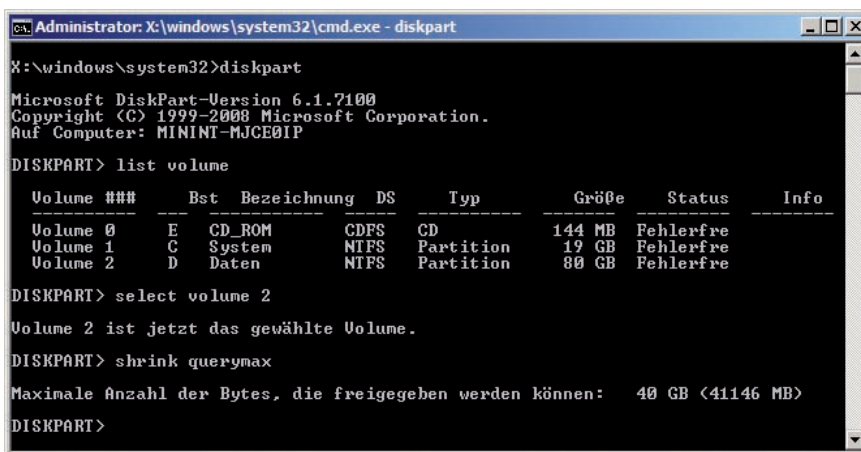 Administrator: X:\windows\system32\cmd.exe - diskpart
X:\windows\system32>diskpart
Microsoft DiskPart-Version 6.1.7100
Copyright (C) 1999-2008 Microsoft Corporation.
Auf Computer: MININT-MJCE0IP
DISKPART> list volume
Volume ### Bst Bezeichnung DS Typ Größe Status Info
---------- --- ----------- ----- ---------- ------- --------- --------
Volume 0 E CD_ROM CDFS CD 144 MB Fehlerfre
Volume 1 C System NTFS Partition 19 GB Fehlerfre
Volume 2 D Daten NTFS Partition 80 GB Fehlerfre
DISKPART> select volume 2
Volume 2 ist jetzt das gewählte Volume.
DISKPART> shrink querymax
Maximale Anzahl der Bytes, die freigegeben werden können: 40 GB (41146 MB)
DISKPART>